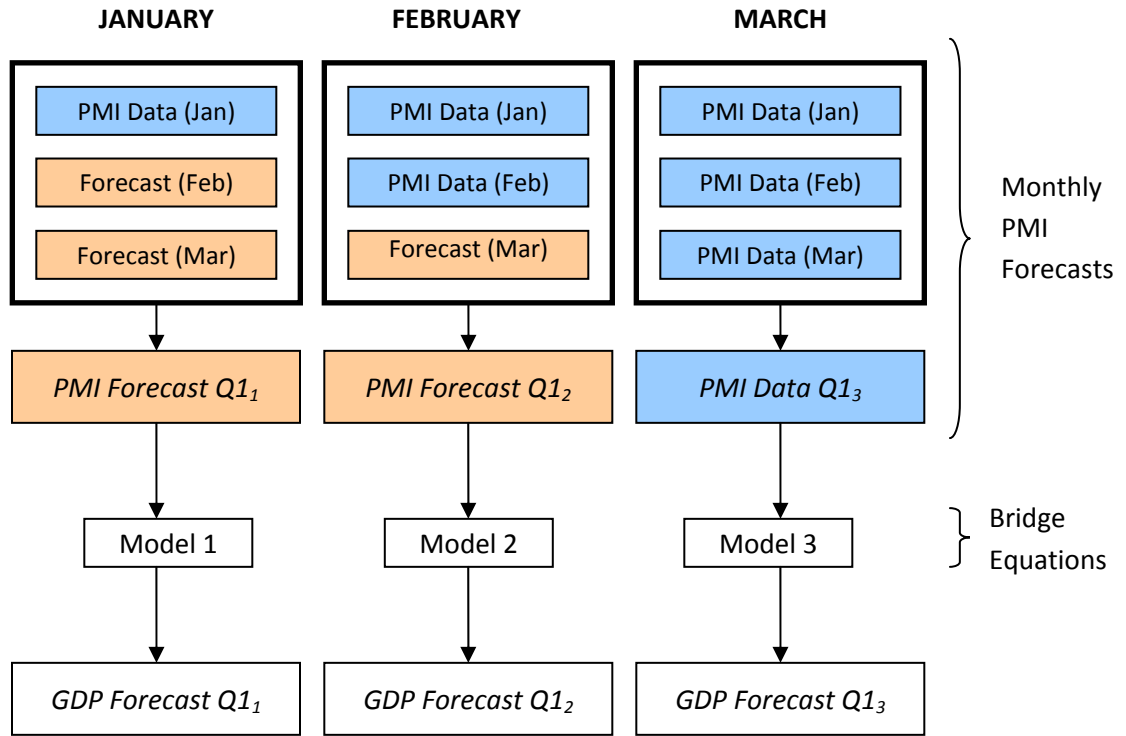 JANUARY FEBRUARY MARCH
PMI Data (Jan) PMI Data (Jan) PMI Data (Jan)
Forecast (Feb) PMI Data (Feb) PMI Data (Feb)
Forecast (Mar) Forecast (Mar) PMI Data (Mar)
Monthly
PMI
Forecasts
PMI Forecast Q1₁ PMI Forecast Q1₂ PMI Data Q1₃
Model 1 Model 2 Model 3
Bridge
Equations
GDP Forecast Q1₁ GDP Forecast Q1₂ GDP Forecast Q1₃